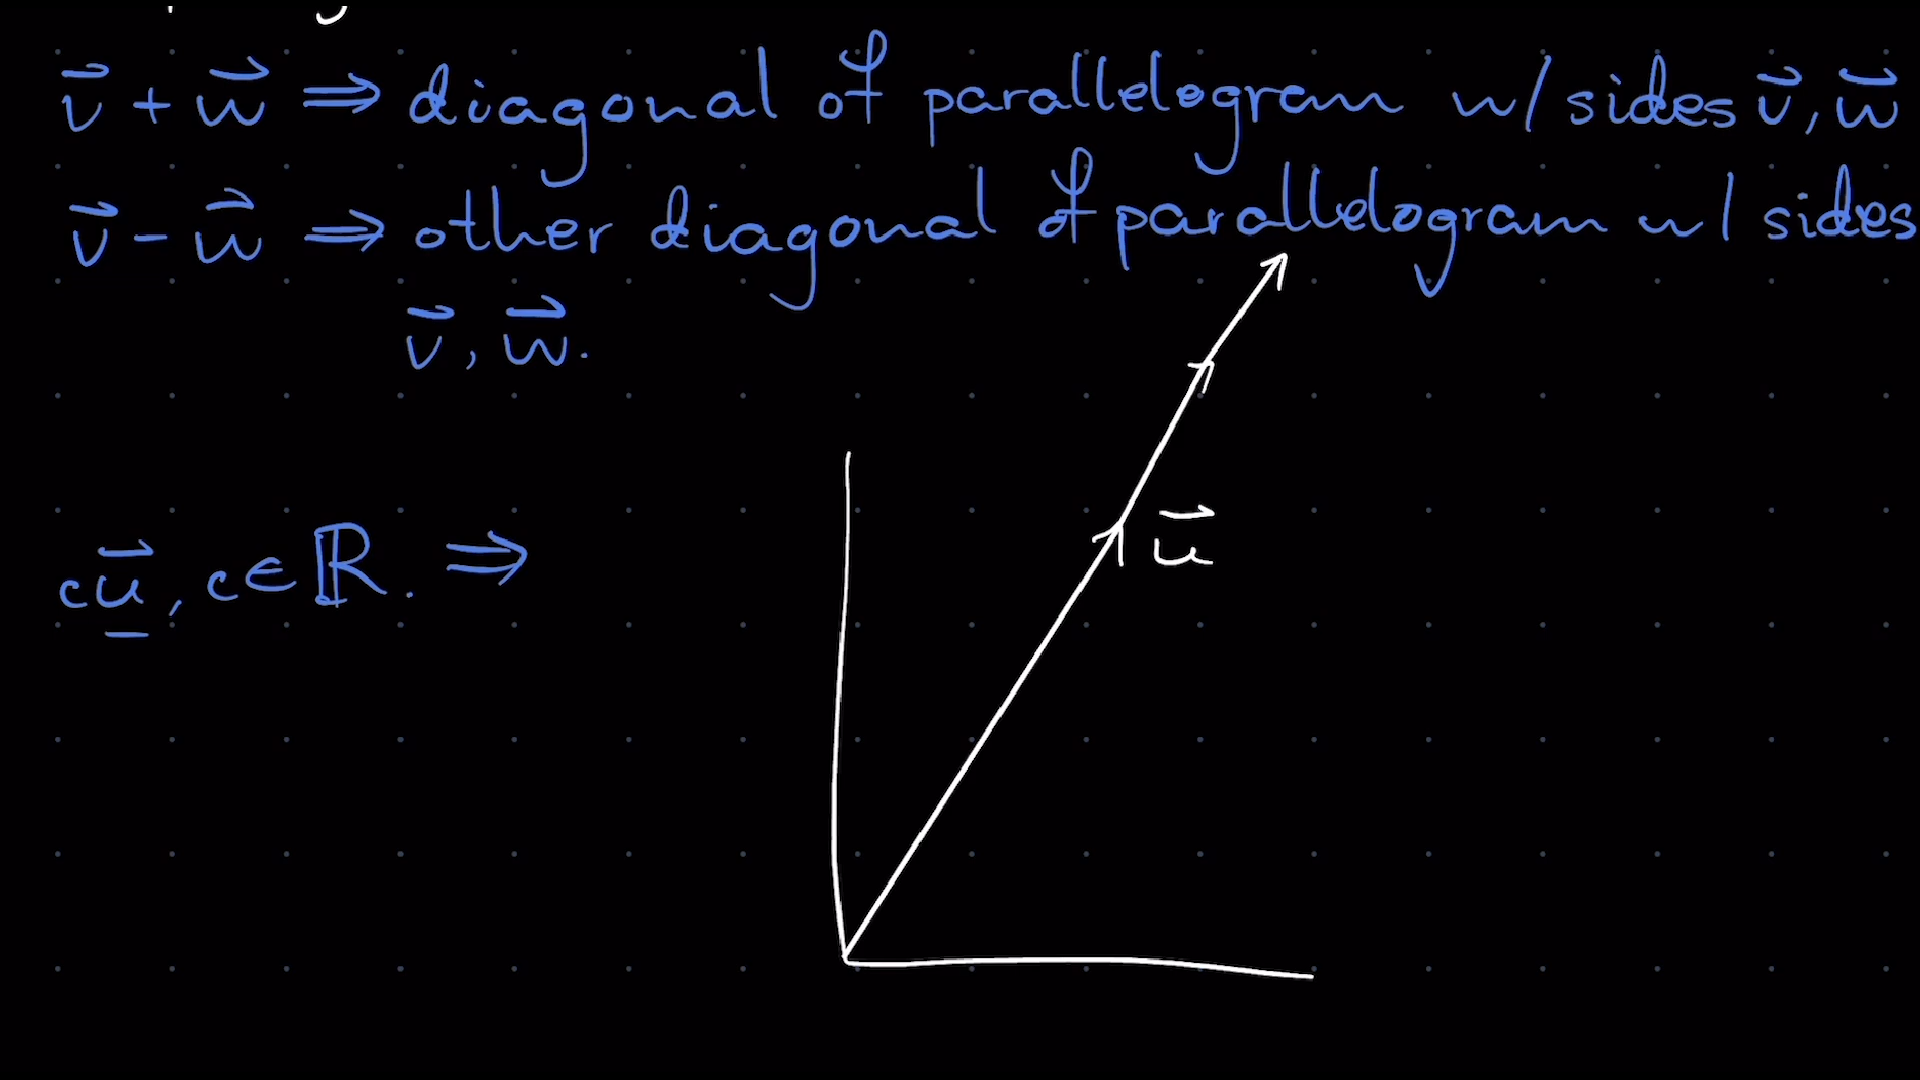 v⃗ + w⃗ ⇒ diagonal of parallelogram w/ sides v⃗, w⃗
v⃗ - w⃗ ⇒ other diagonal of parallelogram w/ sides
v⃗, w⃗.
cu⃗, c∈ℝ. ⇒
u⃗